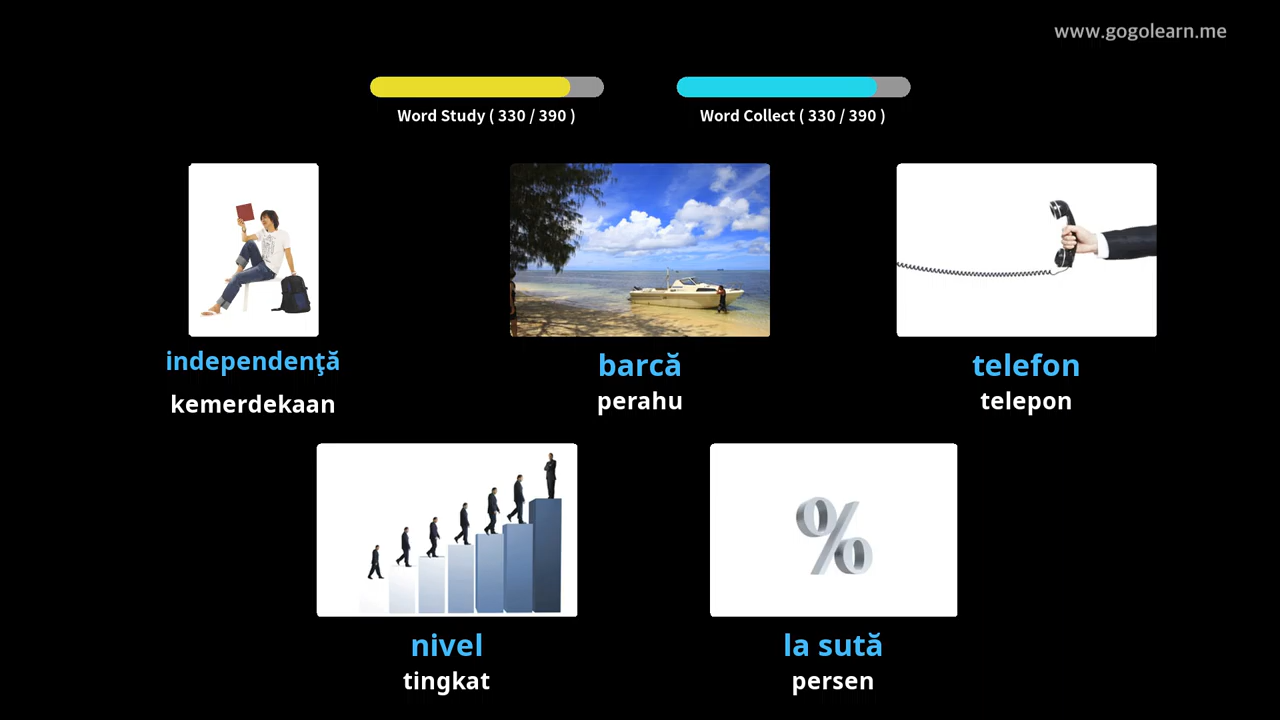 www.gogolearn.me
Word Study ( 330 / 390 )
Word Collect ( 330 / 390 )
independenţă
kemerdekaan
barcă
perahu
telefon
telepon
nivel
tingkat
%
la sută
persen